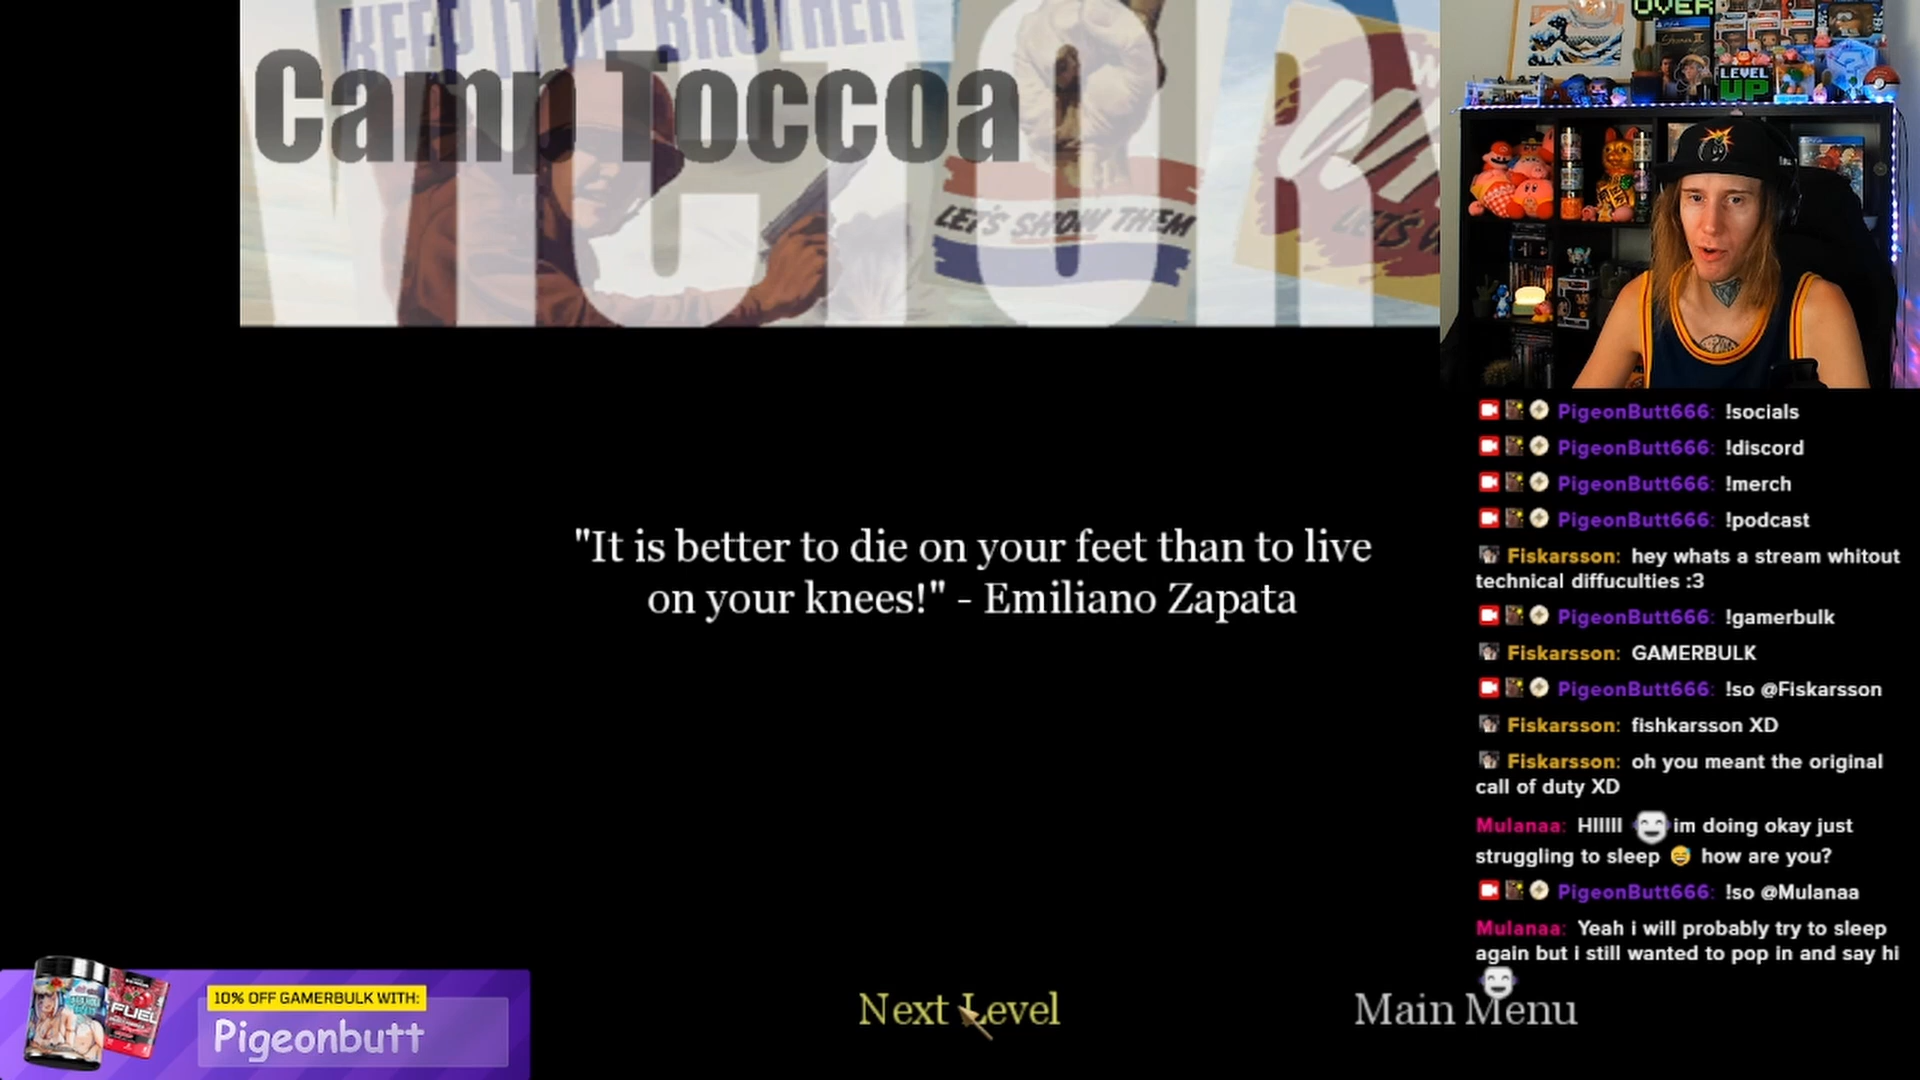 KEEP IT UP BROTHER
Camp Toccoa
VICTOR
LET'S SHOW THEM
LET'S
"It is better to die on your feet than to live
on your knees!" - Emiliano Zapata
Next Level
Main Menu
10% OFF GAMERBULK WITH:
Pigeonbutt
FUEL
OVER
LEVEL
UP
PigeonButt666: !socials
PigeonButt666: !discord
PigeonButt666: !merch
PigeonButt666: !podcast
Fiskarsson: hey whats a stream whitout
technical diffuculties :3
PigeonButt666: !gamerbulk
Fiskarsson: GAMERBULK
PigeonButt666: !so @Fiskarsson
Fiskarsson: fishkarsson XD
Fiskarsson: oh you meant the original
call of duty XD
Mulanaa: HIIIII im doing okay just
struggling to sleep 😅 how are you?
PigeonButt666: !so @Mulanaa
Mulanaa: Yeah i will probably try to sleep
again but i still wanted to pop in and say hi